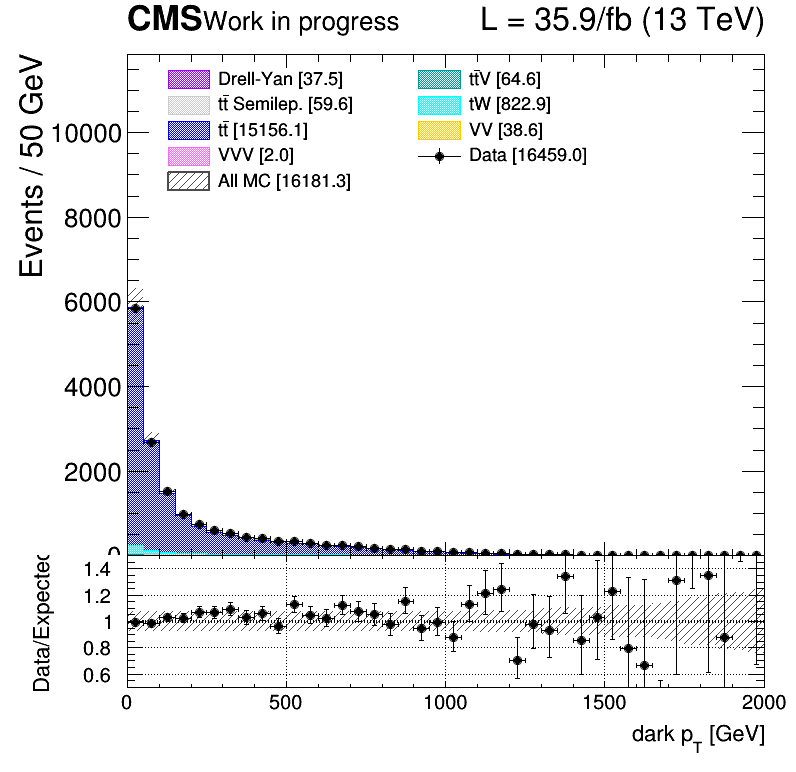 CMS Work in progress L = 35.9/fb (13 TeV)
Events / 50 GeV
10000
8000
6000
4000
2000
0
Drell-Yan [37.5]
tt̄ Semilep. [59.6]
tt̄ [15156.1]
VVV [2.0]
All MC [16181.3]
tt̄V [64.6]
tW [822.9]
VV [38.6]
Data [16459.0]
Data/Expected
1.4
1.2
1
0.8
0.6
0 500 1000 1500 2000
dark p_T [GeV]